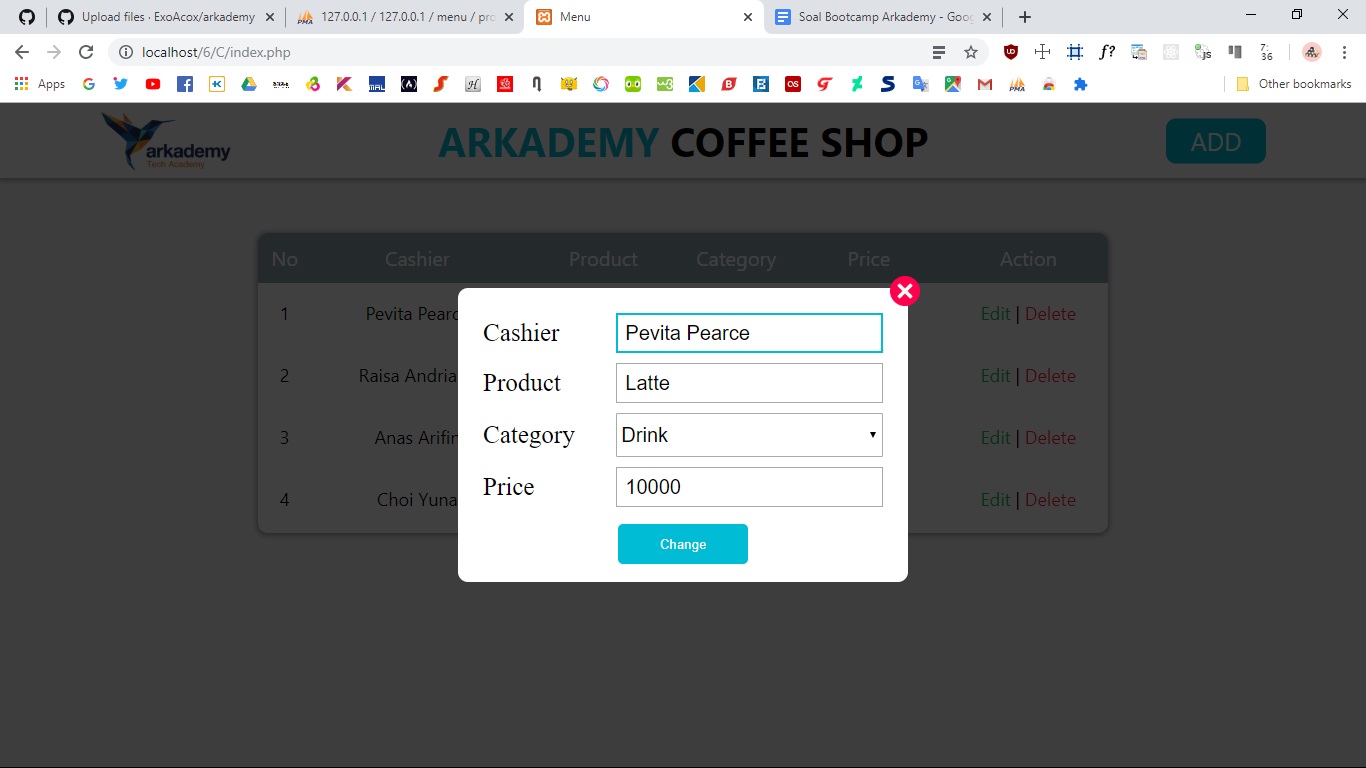 Upload files · ExoAcox/arkademy
127.0.0.1 / 127.0.0.1 / menu / pro
Menu
Soal Bootcamp Arkademy - Goo
localhost/6/C/index.php
7:
36
Apps
Other bookmarks
arkademy
Tech Academy
ARKADEMY COFFEE SHOP
ADD
No Cashier Product Category Price Action
1 Pevita Pearc Edit | Delete
2 Raisa Andria Edit | Delete
3 Anas Arifin Edit | Delete
4 Choi Yuna Edit | Delete
Cashier Pevita Pearce
Product Latte
Category Drink
Price 10000
Change